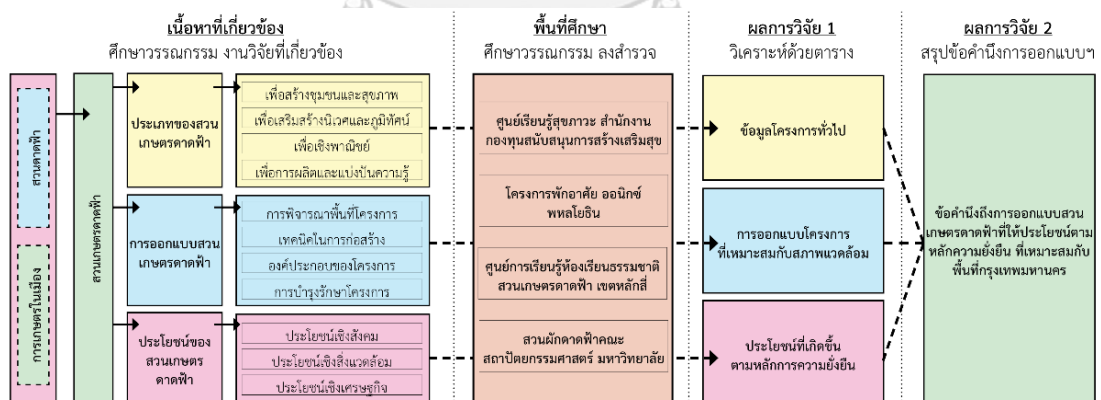 เนื้อหาที่เกี่ยวข้อง
ศึกษาวรรณกรรม งานวิจัยที่เกี่ยวข้อง
สวนดาดฟ้า
การเกษตรในเมือง
สวนเกษตรดาดฟ้า
ประเภทของสวน
เกษตรดาดฟ้า
เพื่อสร้างชุมชนและสุขภาพ
เพื่อเสริมสร้างนิเวศและภูมิทัศน์
เพื่อเชิงพาณิชย์
เพื่อการผลิตและแบ่งปันความรู้
การออกแบบสวน
เกษตรดาดฟ้า
การพิจารณาพื้นที่โครงการ
เทคนิคในการก่อสร้าง
องค์ประกอบของโครงการ
การบำรุงรักษาโครงการ
ประโยชน์ของ
สวนเกษตร
ดาดฟ้า
ประโยชน์เชิงสังคม
ประโยชน์เชิงสิ่งแวดล้อม
ประโยชน์เชิงเศรษฐกิจ
พื้นที่ศึกษา
ศึกษาวรรณกรรม ลงสำรวจ
ศูนย์เรียนรู้สุขภาวะ สำนักงาน
กองทุนสนับสนุนการสร้างเสริมสุข
โครงการพักอาศัย ออนิกซ์
พหลโยธิน
ศูนย์การเรียนรู้ห้องเรียนธรรมชาติ
สวนเกษตรดาดฟ้า เขตหลักสี่
สวนผักดาดฟ้าคณะ
สถาปัตยกรรมศาสตร์ มหาวิทยาลัย
ผลการวิจัย 1
วิเคราะห์ด้วยตาราง
ข้อมูลโครงการทั่วไป
การออกแบบโครงการ
ที่เหมาะสมกับสภาพแวดล้อม
ประโยชน์ที่เกิดขึ้น
ตามหลักการความยั่งยืน
ผลการวิจัย 2
สรุปข้อคำนึงการออกแบบฯ
ข้อคำนึงถึงการออกแบบสวน
เกษตรดาดฟ้าที่ให้ประโยชน์ตาม
หลักความยั่งยืน ที่เหมาะสมกับ
พื้นที่กรุงเทพมหานคร